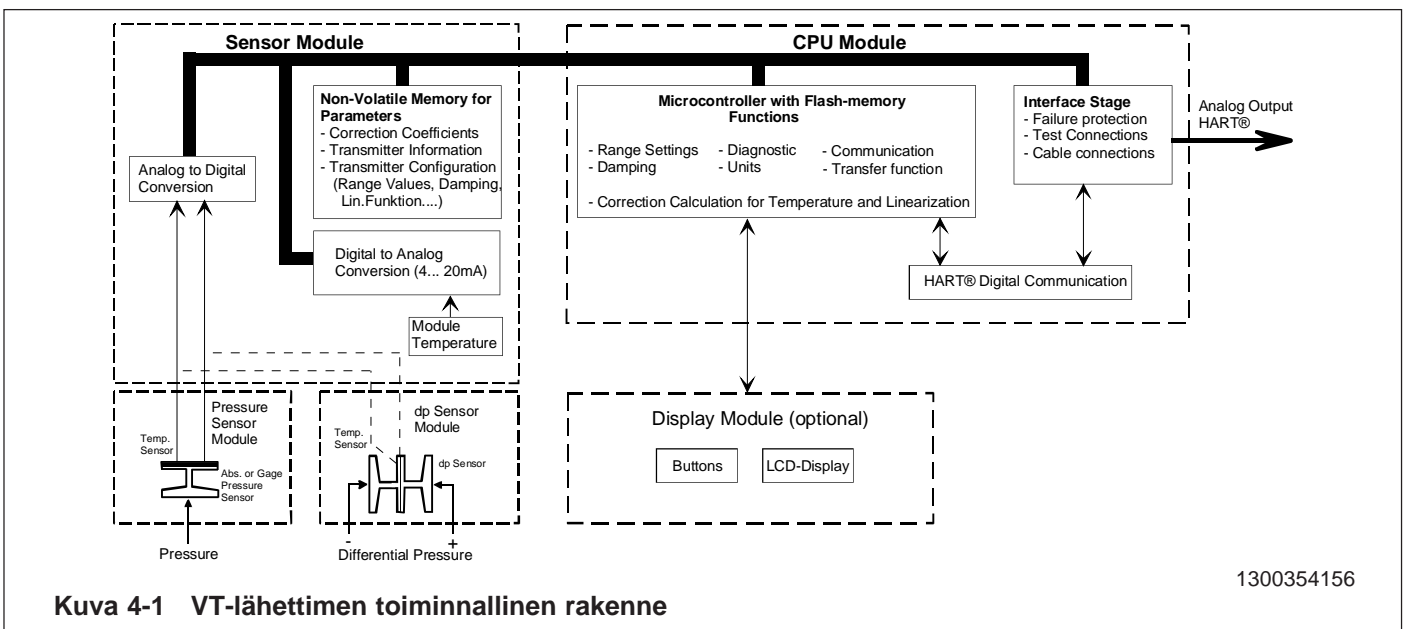 Sensor Module
CPU Module
Non-Volatile Memory for
Parameters
- Correction Coefficients
- Transmitter Information
- Transmitter Configuration
(Range Values, Damping,
Lin.Funktion....)
Microcontroller with Flash-memory
Functions
- Range Settings
- Diagnostic
- Communication
- Damping
- Units
- Transfer function
- Correction Calculation for Temperature and Linearization
Interface Stage
- Failure protection
- Test Connections
- Cable connections
Analog Output
HART®
Analog to Digital
Conversion
Digital to Analog
Conversion (4... 20mA)
HART® Digital Communication
Module
Temperature
Pressure
Sensor
Module
Temp.
Sensor
Abs. or Gage
Pressure
Sensor
Pressure
dp Sensor
Module
Temp.
Sensor
dp Sensor
- +
Differential Pressure
Display Module (optional)
Buttons
LCD-Display
1300354156
Kuva 4-1 VT-lähettimen toiminnallinen rakenne